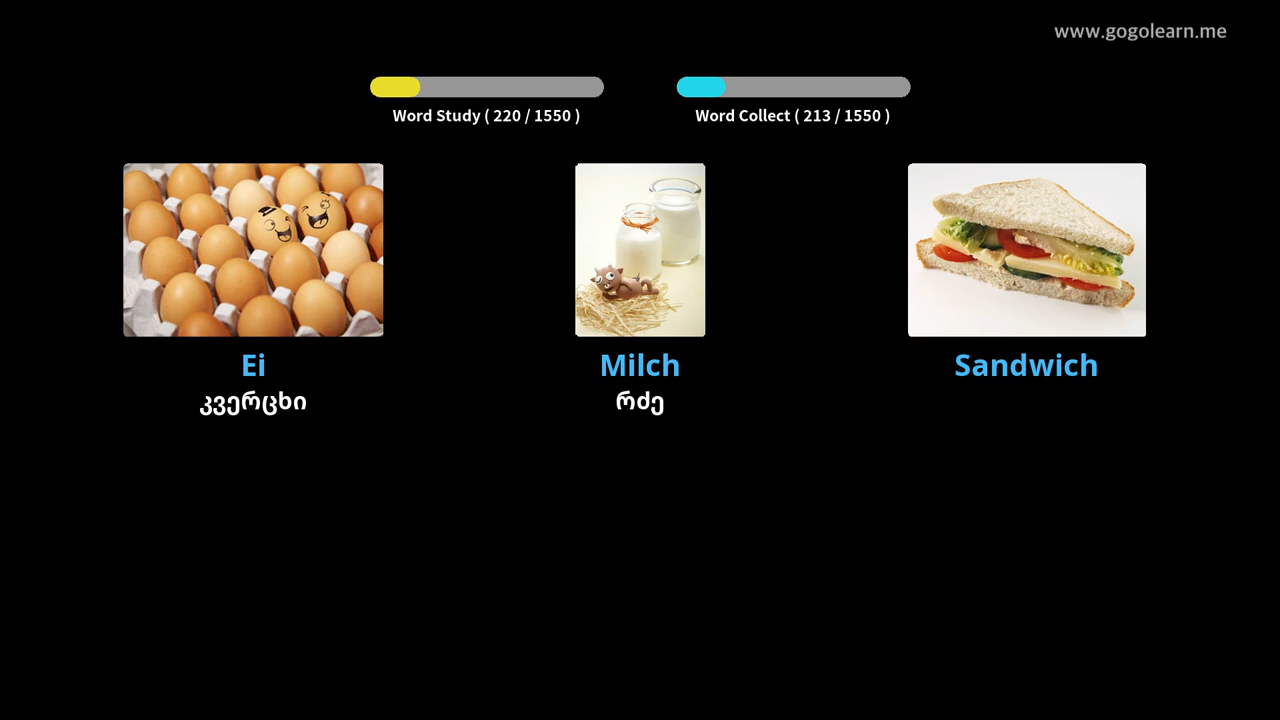 www.gogolearn.me
Word Study ( 220 / 1550 )
Word Collect ( 213 / 1550 )
Ei
კვერცხი
Milch
რძე
Sandwich